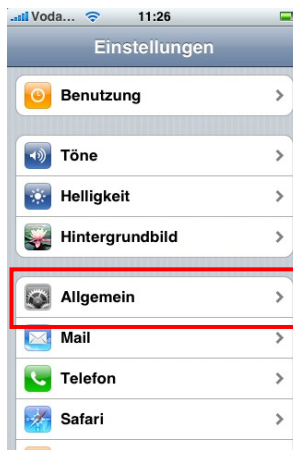 Voda... 11:26
Einstellungen
Benutzung
Töne
Helligkeit
Hintergrundbild
Allgemein
Mail
Telefon
Safari